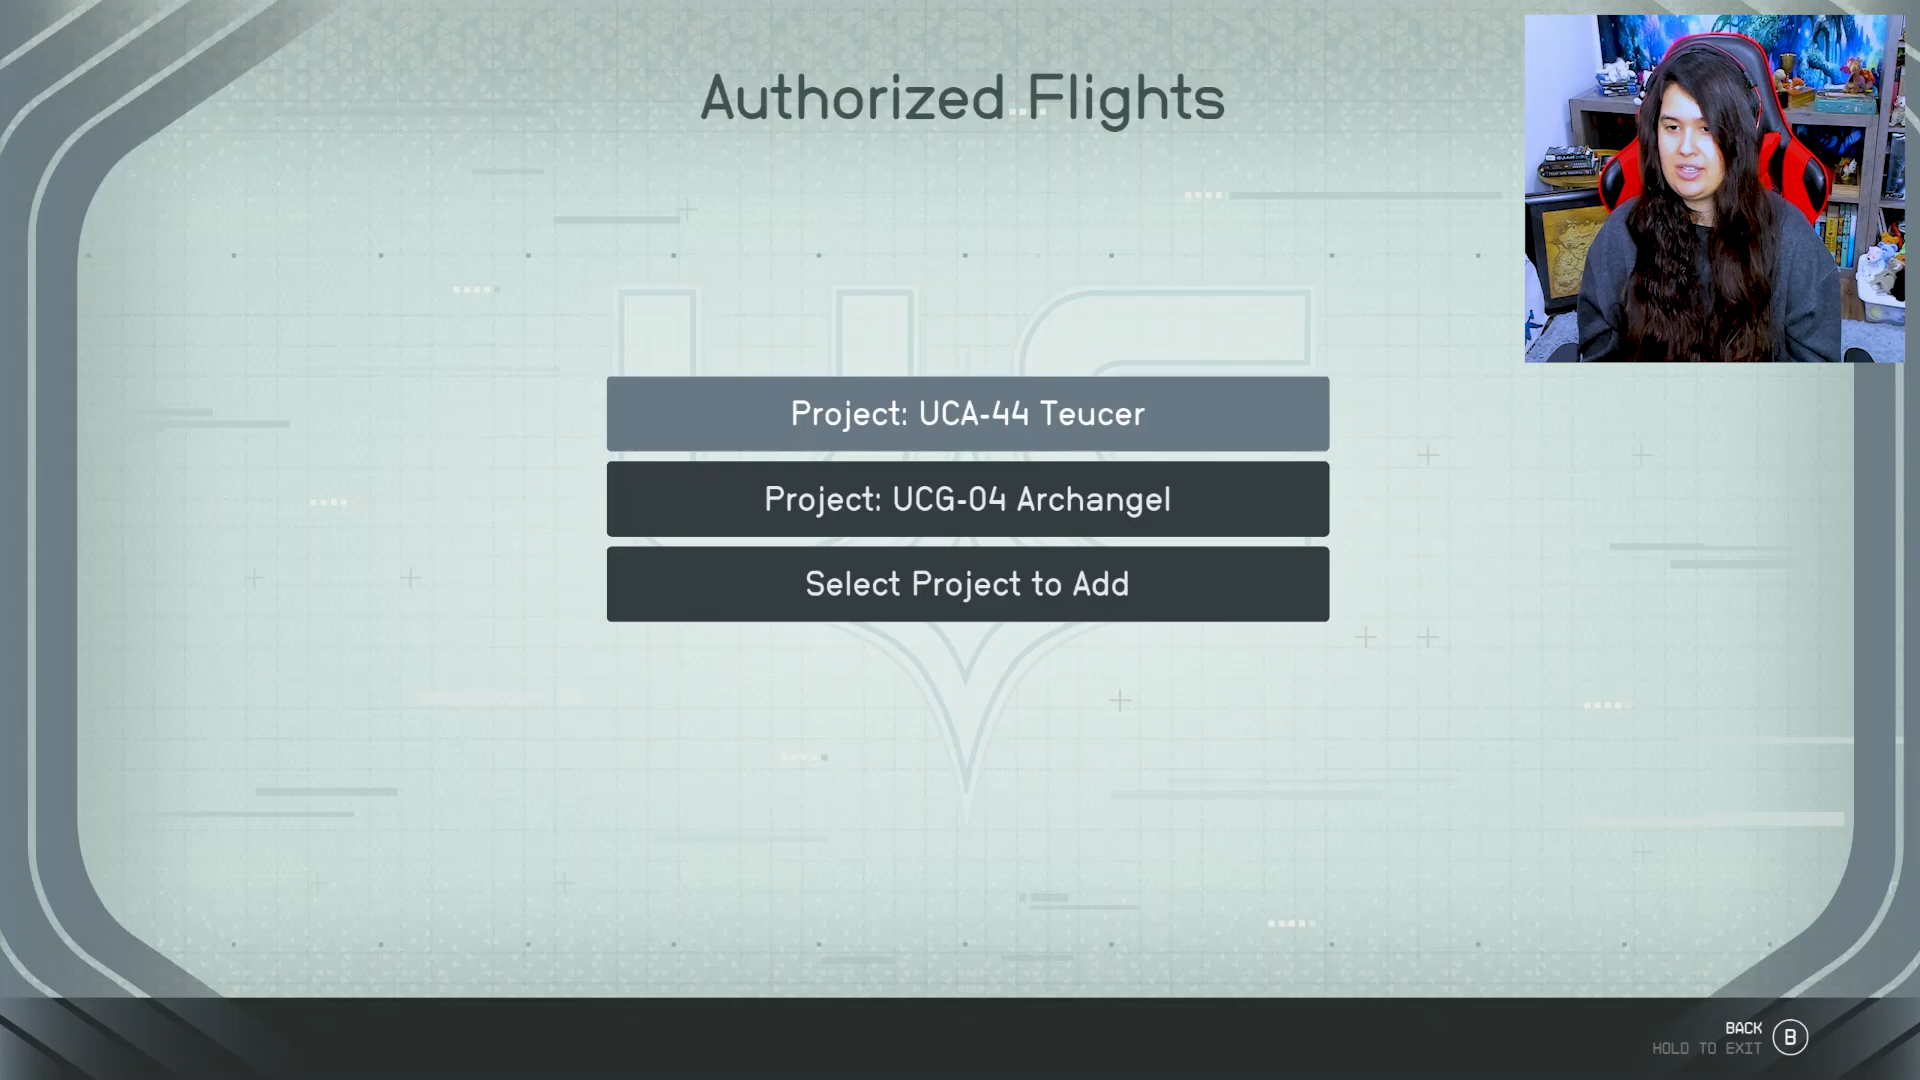 Authorized Flights
Project: UCA-44 Teucer
Project: UCG-04 Archangel
Select Project to Add
BACK
HOLD TO EXIT
B